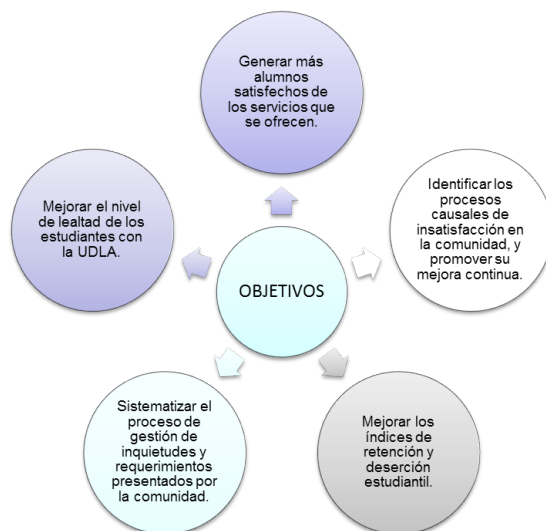 Generar más
alumnos
satisfechos de
los servicios que
se ofrecen.
Identificar los
procesos
causales de
insatisfacción en
la comunidad, y
promover su
mejora continua.
Mejorar los
índices de
retención y
deserción
estudiantil.
Sistematizar el
proceso de
gestión de
inquietudes y
requerimientos
presentados por
la comunidad.
Mejorar el nivel
de lealtad de los
estudiantes con
la UDLA.
OBJETIVOS